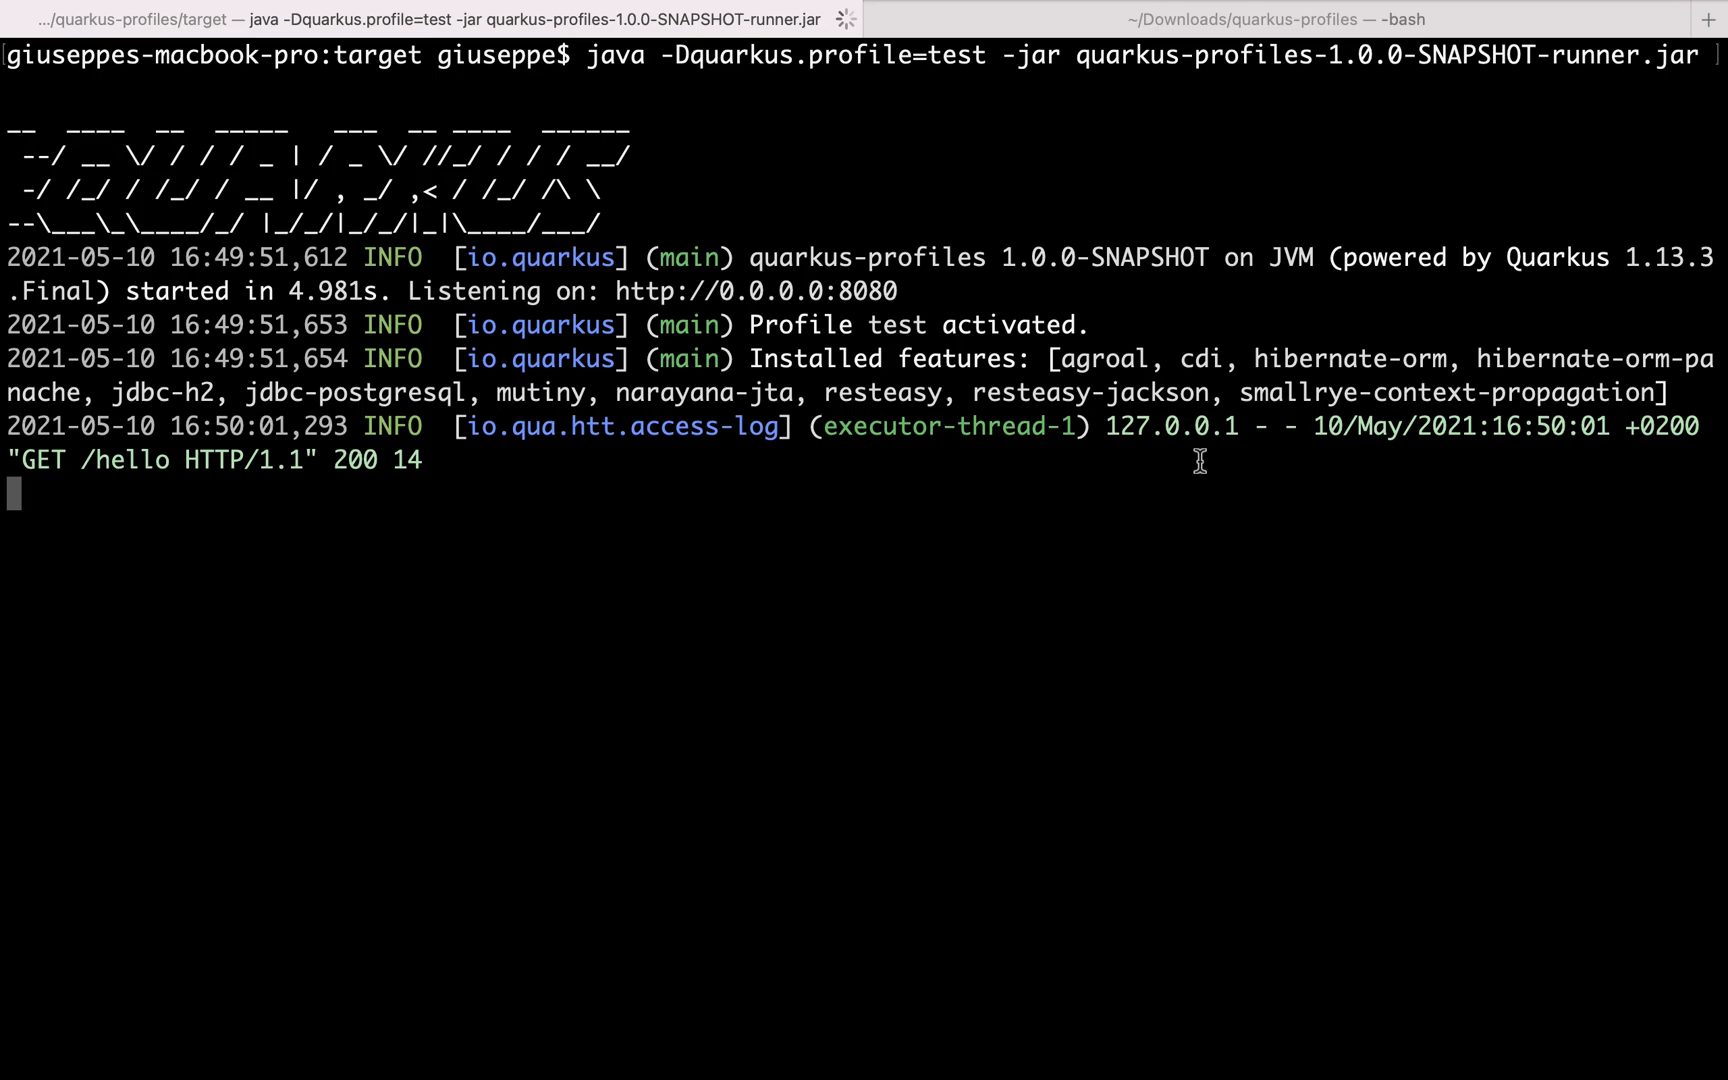 .../quarkus-profiles/target — java -Dquarkus.profile=test -jar quarkus-profiles-1.0.0-SNAPSHOT-runner.jar
~/Downloads/quarkus-profiles — -bash
+
[giuseppes-macbook-pro:target giuseppe$ java -Dquarkus.profile=test -jar quarkus-profiles-1.0.0-SNAPSHOT-runner.jar ]
__  ____  __  _____   ___  __ ____  ______
 --/ __ \/ / / / _ | / _ \/ //_/ / / / __/
 -/ /_/ / /_/ / __ |/ , _/ ,< / /_/ /\ \
--\___\_\____/_/ |_/_/|_/_/|_|\____/___/
2021-05-10 16:49:51,612 INFO  [io.quarkus] (main) quarkus-profiles 1.0.0-SNAPSHOT on JVM (powered by Quarkus 1.13.3
.Final) started in 4.981s. Listening on: http://0.0.0.0:8080
2021-05-10 16:49:51,653 INFO  [io.quarkus] (main) Profile test activated.
2021-05-10 16:49:51,654 INFO  [io.quarkus] (main) Installed features: [agroal, cdi, hibernate-orm, hibernate-orm-pa
nache, jdbc-h2, jdbc-postgresql, mutiny, narayana-jta, resteasy, resteasy-jackson, smallrye-context-propagation]
2021-05-10 16:50:01,293 INFO  [io.qua.htt.access-log] (executor-thread-1) 127.0.0.1 - - 10/May/2021:16:50:01 +0200
"GET /hello HTTP/1.1" 200 14